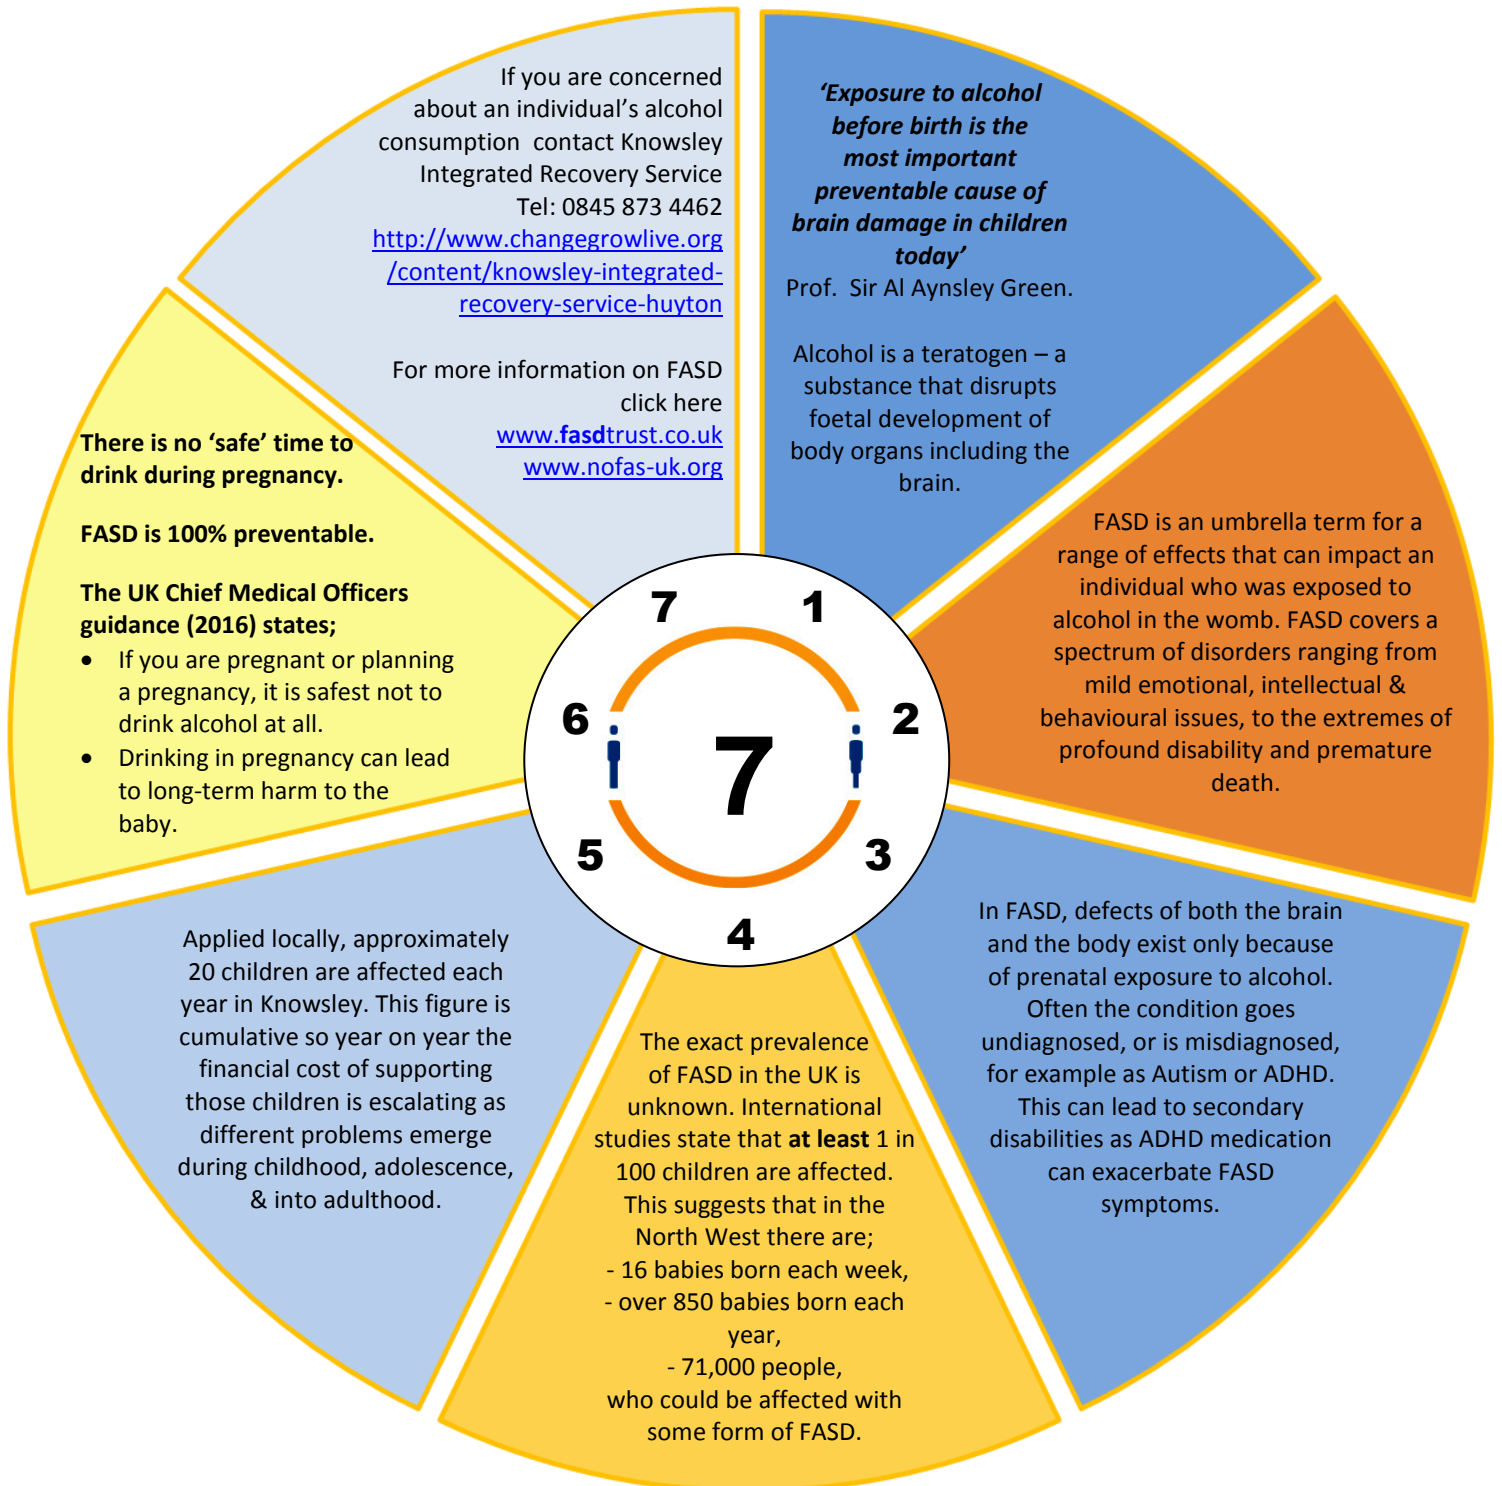 ‘Exposure to alcohol
before birth is the
most important
preventable cause of
brain damage in children
today’
Prof.  Sir Al Aynsley Green.
Alcohol is a teratogen – a
substance that disrupts
foetal development of
body organs including the
brain.
FASD is an umbrella term for a
range of effects that can impact an
individual who was exposed to
alcohol in the womb. FASD covers a
spectrum of disorders ranging from
mild emotional, intellectual &
behavioural issues, to the extremes of
profound disability and premature
death.
In FASD, defects of both the brain
and the body exist only because
of prenatal exposure to alcohol.
Often the condition goes
undiagnosed, or is misdiagnosed,
for example as Autism or ADHD.
This can lead to secondary
disabilities as ADHD medication
can exacerbate FASD
symptoms.
The exact prevalence
of FASD in the UK is
unknown. International
studies state that at least 1 in
100 children are affected.
This suggests that in the
North West there are;
- 16 babies born each week,
- over 850 babies born each
year,
- 71,000 people,
who could be affected with
some form of FASD.
Applied locally, approximately
20 children are affected each
year in Knowsley. This figure is
cumulative so year on year the
financial cost of supporting
those children is escalating as
different problems emerge
during childhood, adolescence,
& into adulthood.
There is no ‘safe’ time to
drink during pregnancy.
FASD is 100% preventable.
The UK Chief Medical Officers
guidance (2016) states;
• If you are pregnant or planning
a pregnancy, it is safest not to
drink alcohol at all.
• Drinking in pregnancy can lead
to long-term harm to the
baby.
If you are concerned
about an individual’s alcohol
consumption  contact Knowsley
Integrated Recovery Service
Tel: 0845 873 4462
http://www.changegrowlive.org
/content/knowsley-integrated-
recovery-service-huyton
For more information on FASD
click here
www.fasdtrust.co.uk
www.nofas-uk.org
7
1
6
2
7
5
3
4